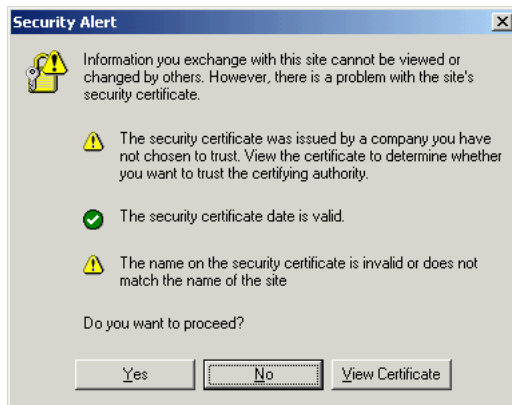 Security Alert
Information you exchange with this site cannot be viewed or
changed by others. However, there is a problem with the site's
security certificate.
The security certificate was issued by a company you have
not chosen to trust. View the certificate to determine whether
you want to trust the certifying authority.
The security certificate date is valid.
The name on the security certificate is invalid or does not
match the name of the site
Do you want to proceed?
Yes
No
View Certificate